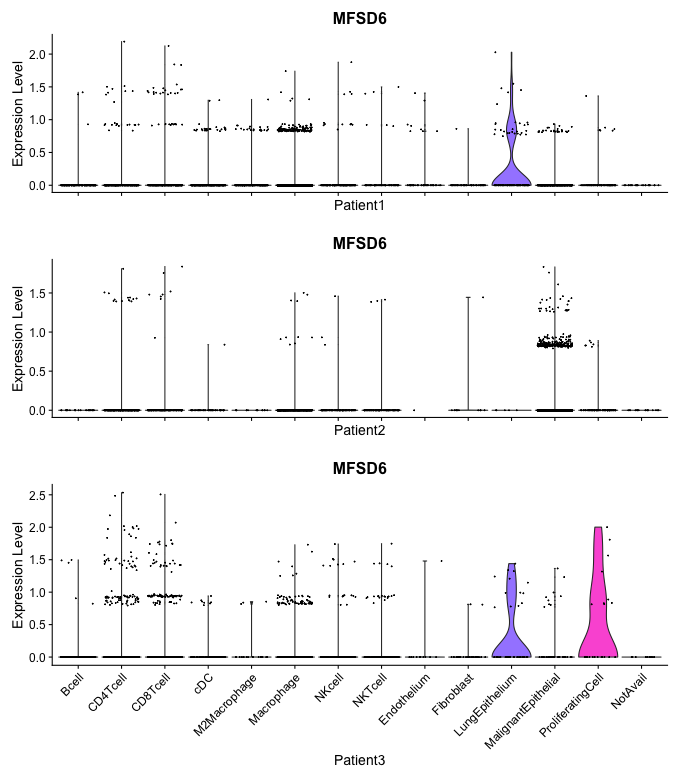 MFSD6
Expression Level
2.0
1.5
1.0
0.5
0.0
Patient1
MFSD6
Expression Level
1.5
1.0
0.5
0.0
Patient2
MFSD6
Expression Level
2.5
2.0
1.5
1.0
0.5
0.0
Bcell
CD4Tcell
CD8Tcell
cDC
M2Macrophage
Macrophage
NKcell
NKTcell
Endothelium
Fibroblast
LungEpithelium
MalignantEpithelial
ProliferatingCell
NotAvail
Patient3